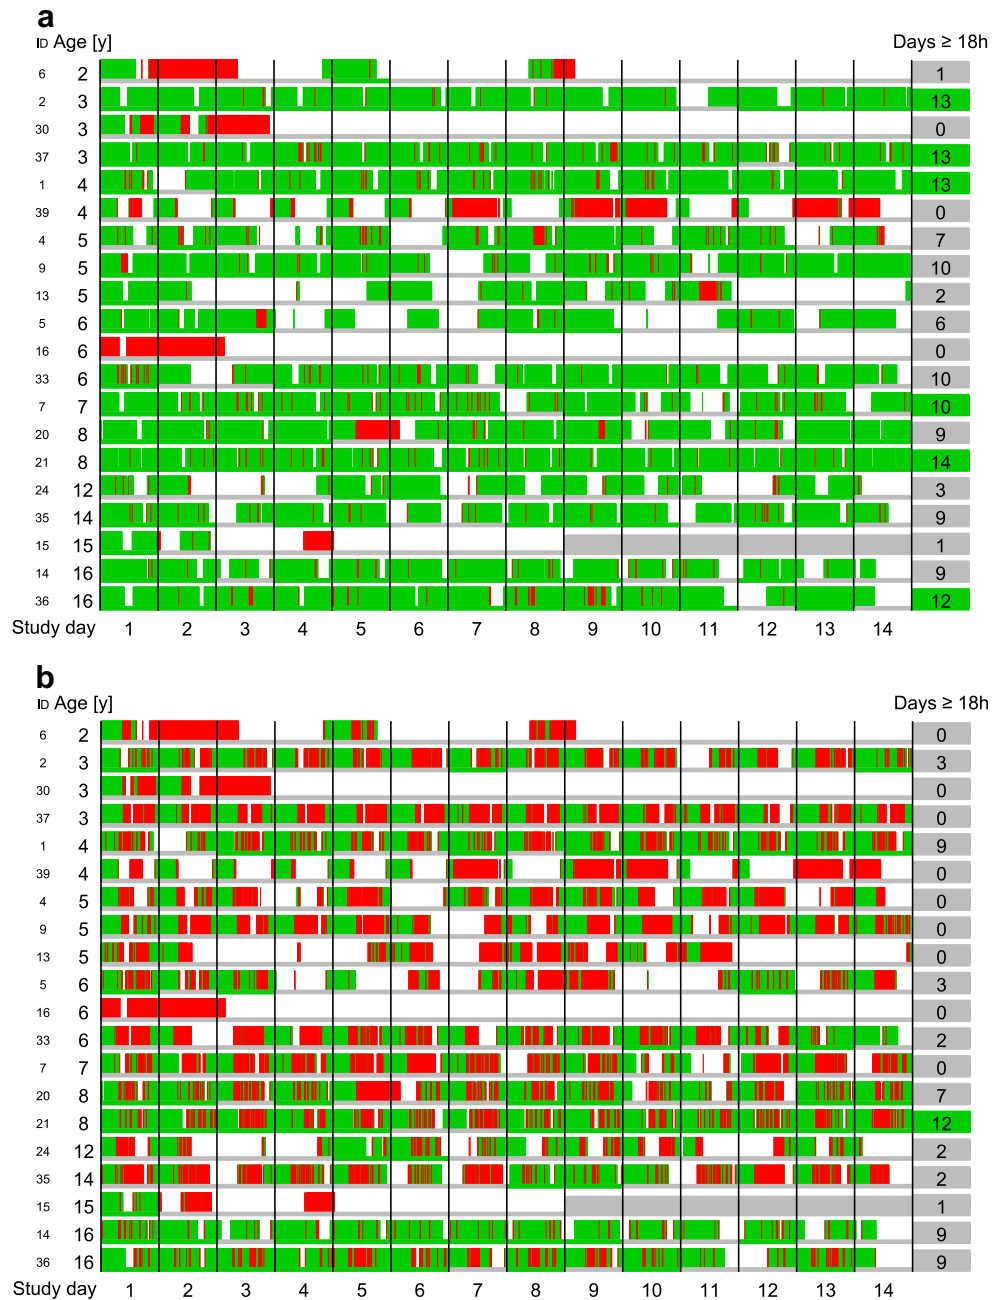 a
ID Age [y] Days ≥ 18h
6 2 1
2 3 13
30 3 0
37 3 13
1 4 13
39 4 0
4 5 7
9 5 10
13 5 2
5 6 6
16 6 0
33 6 10
7 7 10
20 8 9
21 8 14
24 12 3
35 14 9
15 15 1
14 16 9
36 16 12
Study day 1 2 3 4 5 6 7 8 9 10 11 12 13 14
b
ID Age [y] Days ≥ 18h
6 2 0
2 3 3
30 3 0
37 3 0
1 4 9
39 4 0
4 5 0
9 5 0
13 5 0
5 6 3
16 6 0
33 6 2
7 7 0
20 8 7
21 8 12
24 12 2
35 14 2
15 15 1
14 16 9
36 16 9
Study day 1 2 3 4 5 6 7 8 9 10 11 12 13 14